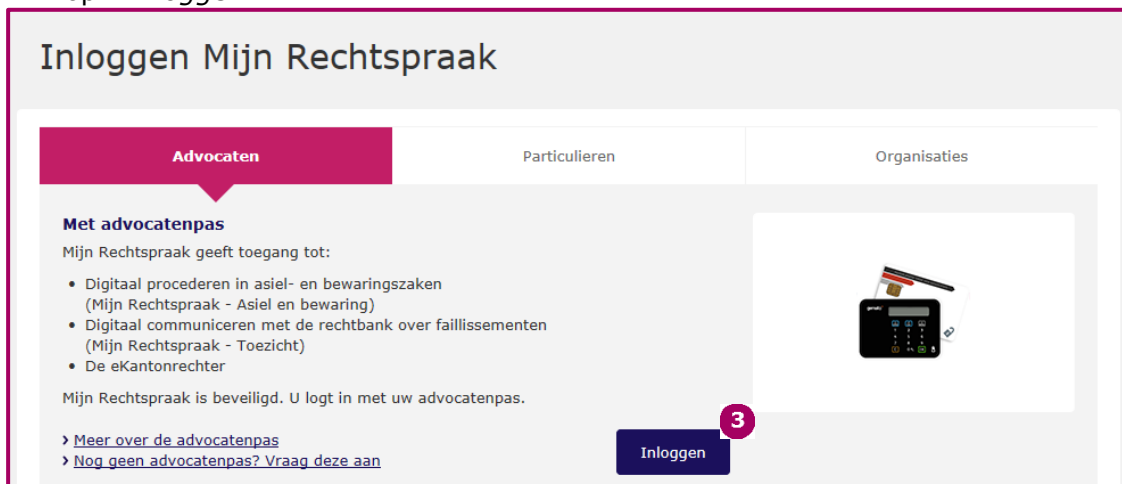 Inloggen Mijn Rechtspraak
Advocaten
Particulieren
Organisaties
Met advocatenpas
Mijn Rechtspraak geeft toegang tot:
• Digitaal procederen in asiel- en bewaringszaken
(Mijn Rechtspraak - Asiel en bewaring)
• Digitaal communiceren met de rechtbank over faillissementen
(Mijn Rechtspraak - Toezicht)
• De eKantonrechter
Mijn Rechtspraak is beveiligd. U logt in met uw advocatenpas.
› Meer over de advocatenpas
› Nog geen advocatenpas? Vraag deze aan
3
Inloggen